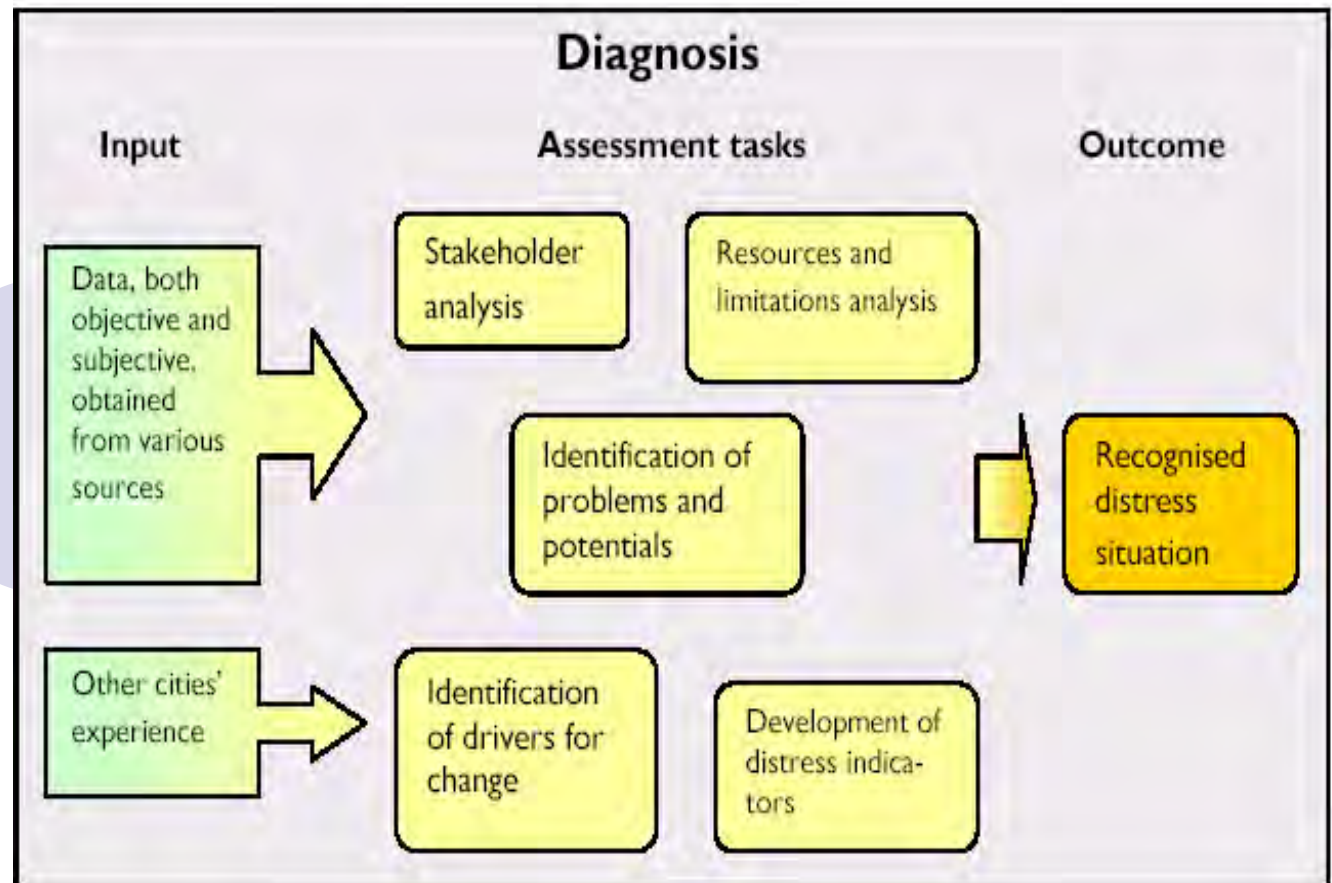 Diagnosis
Input
Assessment tasks
Outcome
Data, both
objective and
subjective,
obtained
from various
sources
Stakeholder
analysis
Resources and
limitations analysis
Identification of
problems and
potentials
Recognised
distress
situation
Other cities'
experience
Identification
of drivers for
change
Development of
distress indica-
tors